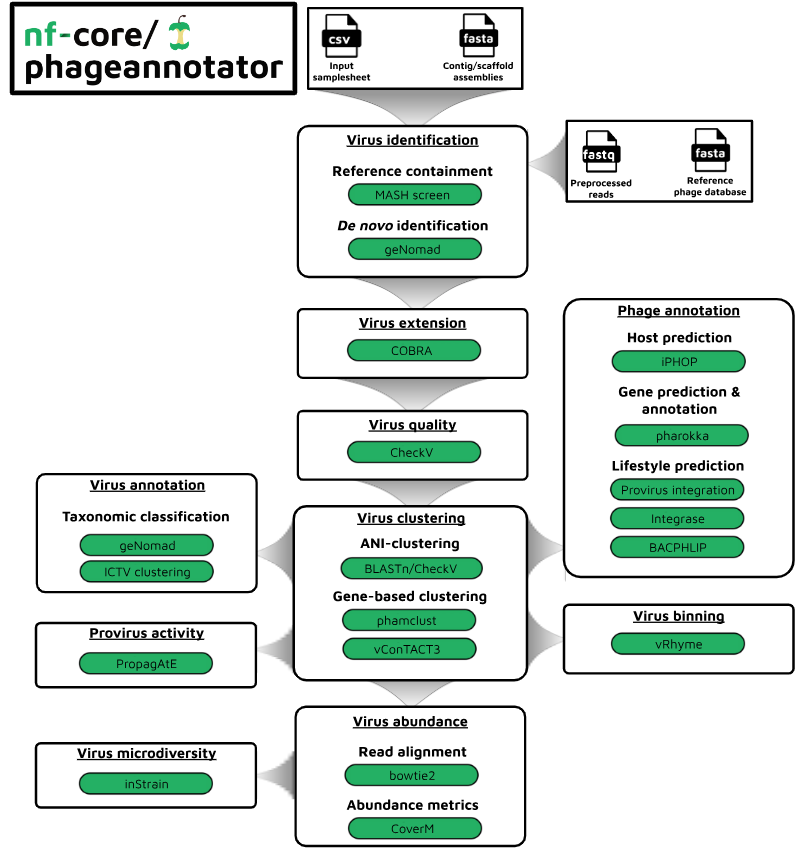 nf-core/
phageannotator
csv
Input
samplesheet
fasta
Contig/scaffold
assemblies
Virus identification
Reference containment
MASH screen
De novo identification
geNomad
fastq
Preprocessed
reads
fasta
Reference
phage database
Virus extension
COBRA
Virus quality
CheckV
Phage annotation
Host prediction
iPHOP
Gene prediction &
annotation
pharokka
Lifestyle prediction
Provirus integration
Integrase
BACPHLIP
Virus annotation
Taxonomic classification
geNomad
ICTV clustering
Virus clustering
ANI-clustering
BLASTn/CheckV
Gene-based clustering
phamclust
vConTACT3
Provirus activity
PropagAtE
Virus binning
vRhyme
Virus abundance
Read alignment
bowtie2
Abundance metrics
CoverM
Virus microdiversity
inStrain